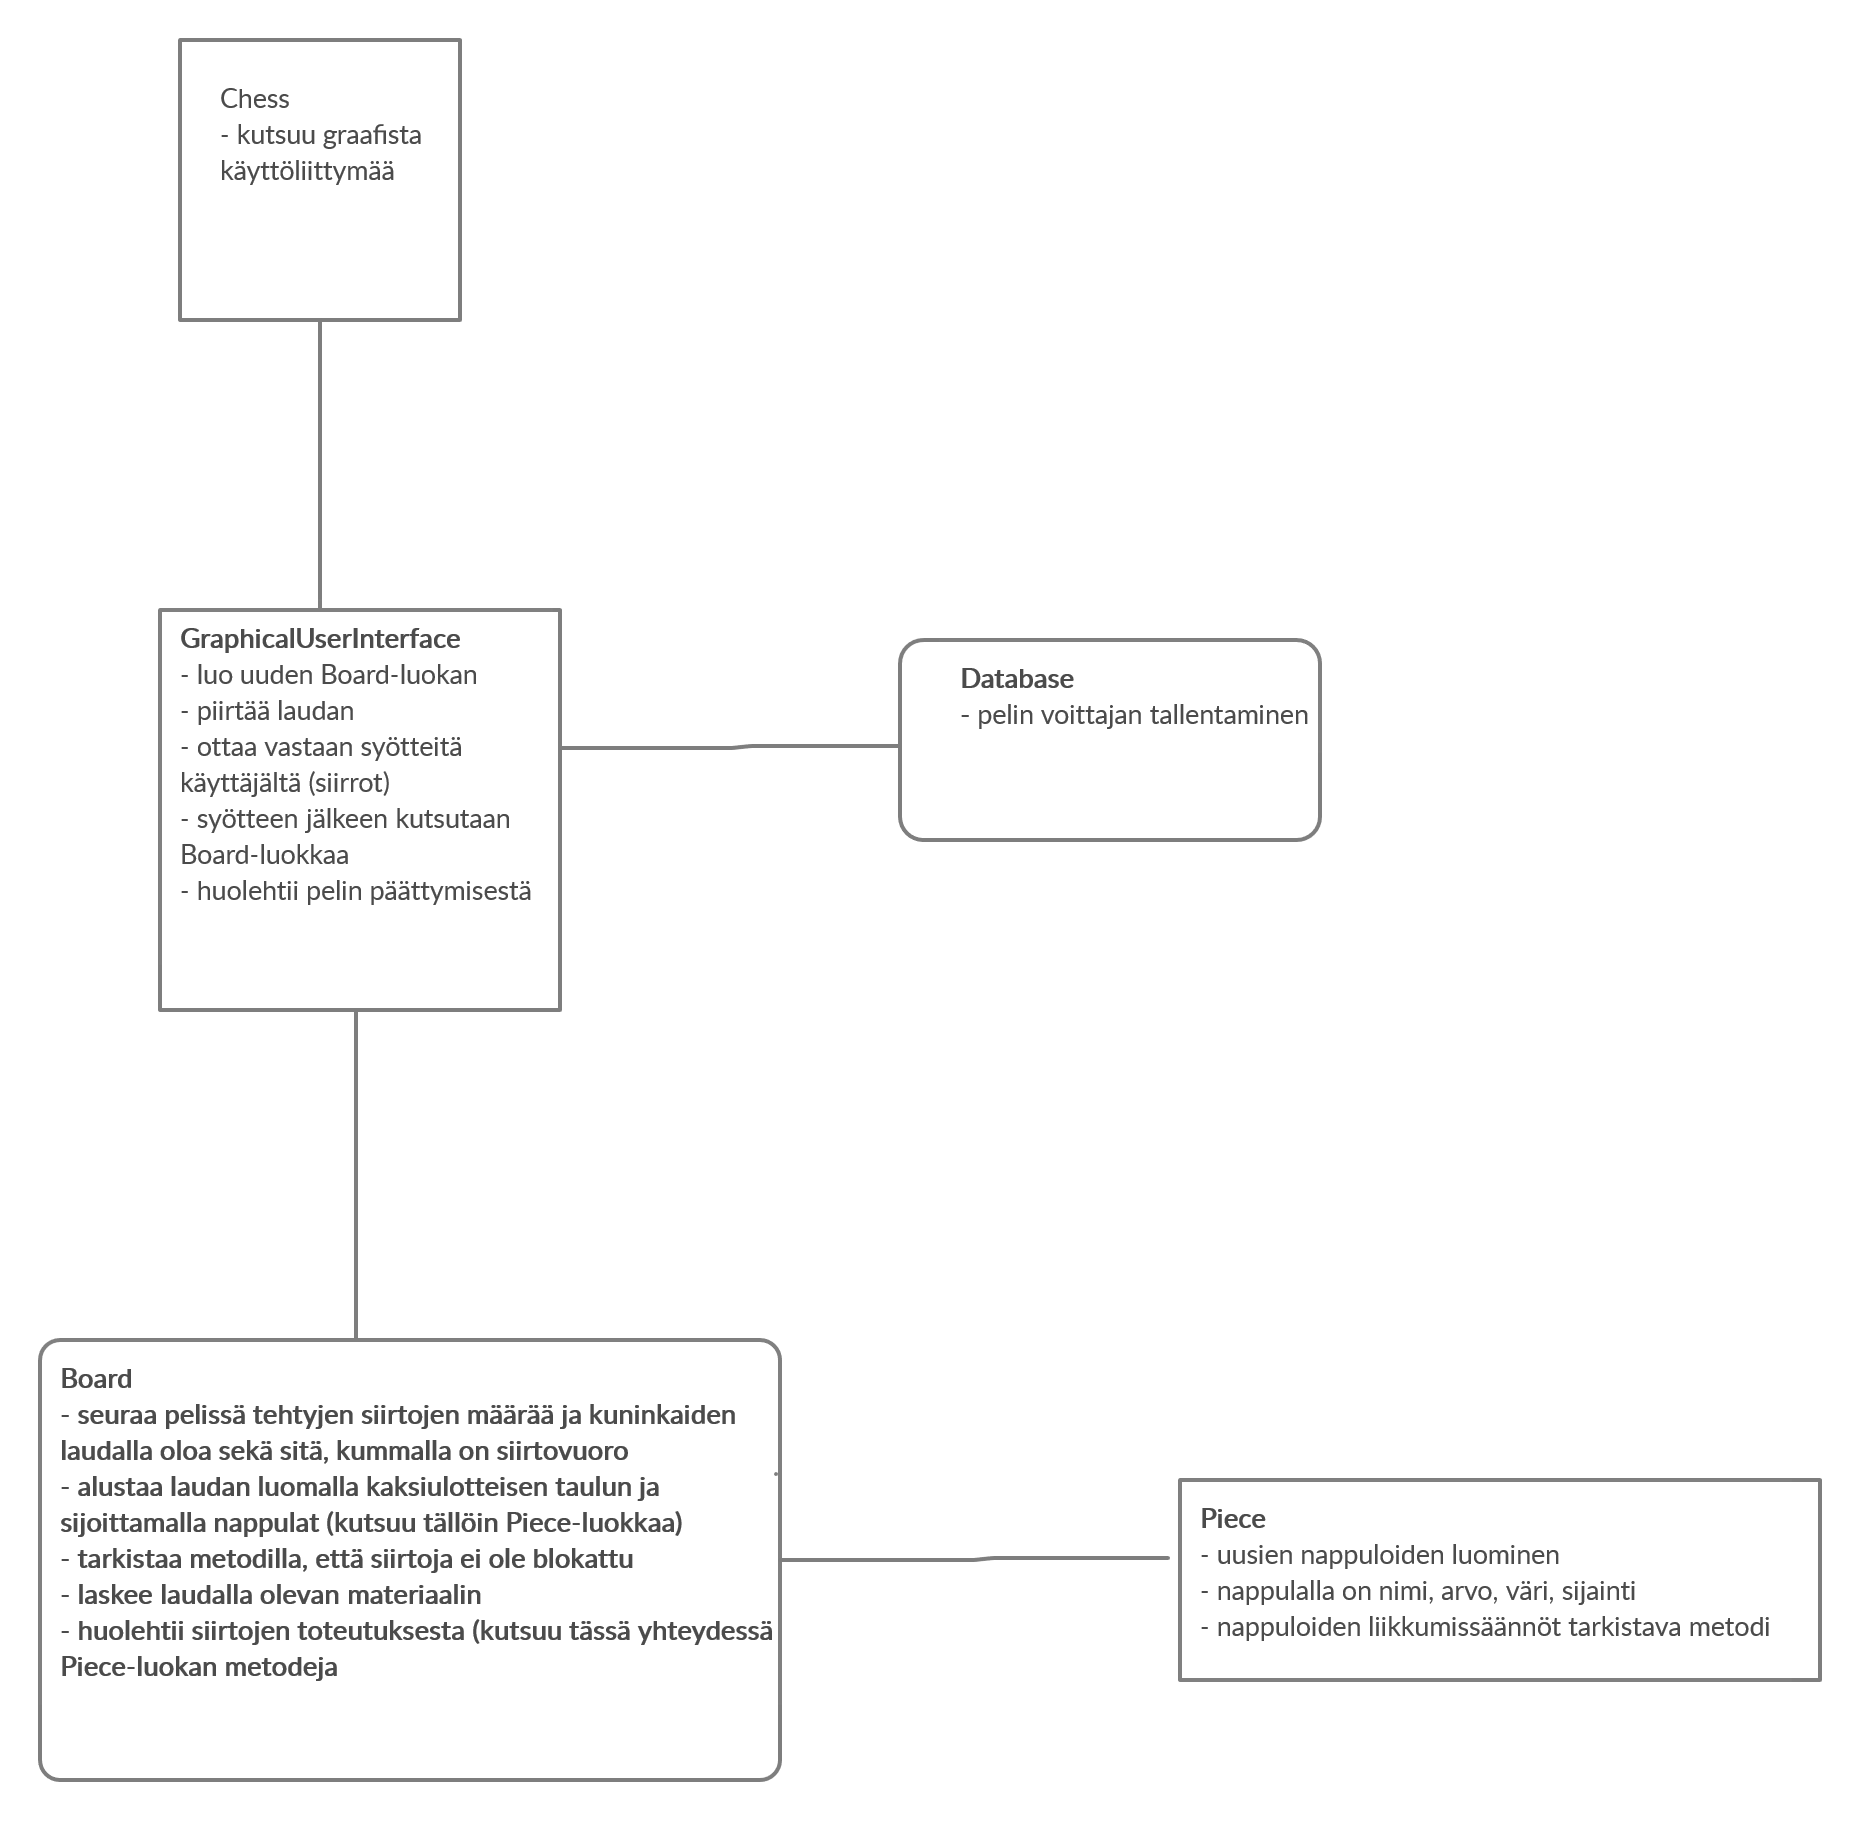 Chess
- kutsuu graafista
käyttöliittymää
GraphicalUserInterface
- luo uuden Board-luokan
- piirtää laudan
- ottaa vastaan syötteitä
käyttäjältä (siirrot)
- syötteen jälkeen kutsutaan
Board-luokkaa
- huolehtii pelin päättymisestä
Database
- pelin voittajan tallentaminen
Board
- seuraa pelissä tehtyjen siirtojen määrää ja kuninkaiden
laudalla oloa sekä sitä, kummalla on siirtovuoro
- alustaa laudan luomalla kaksiulotteisen taulun ja
sijoittamalla nappulat (kutsuu tällöin Piece-luokkaa)
- tarkistaa metodilla, että siirtoja ei ole blokattu
- laskee laudalla olevan materiaalin
- huolehtii siirtojen toteutuksesta (kutsuu tässä yhteydessä
Piece-luokan metodeja
Piece
- uusien nappuloiden luominen
- nappulalla on nimi, arvo, väri, sijainti
- nappuloiden liikkumissäännöt tarkistava metodi